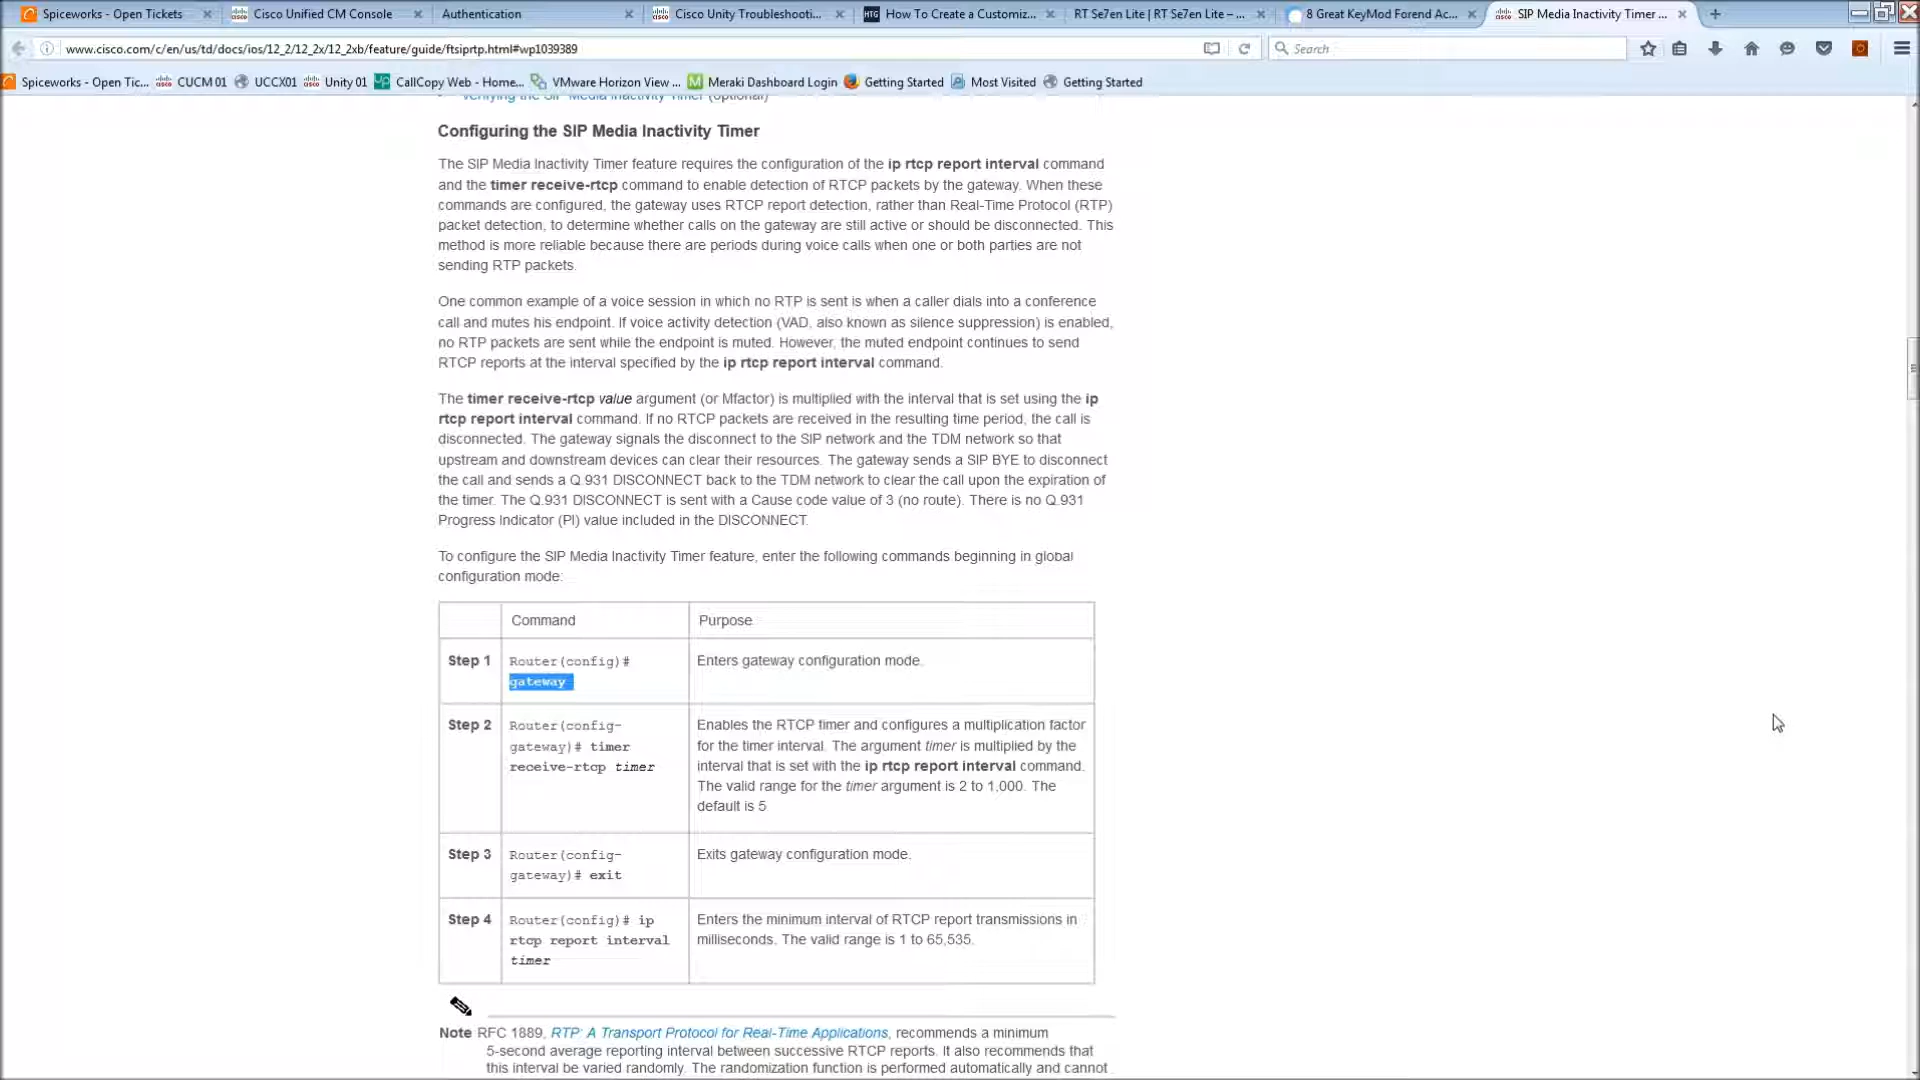 Spiceworks - Open Tickets
Cisco Unified CM Console
Authentication
Cisco Unity Troubleshooti...
How To Create a Customiz...
RT Se7en Lite | RT Se7en Lite – ...
8 Great KeyMod Forend Ac...
SIP Media Inactivity Timer ...
www.cisco.com/c/en/us/td/docs/ios/12_2/12_2x/12_2xb/feature/guide/ftsiprtp.html#wp1039389
Search
Spiceworks - Open Tic...
CUCM 01
UCCX01
Unity 01
CallCopy Web - Home...
VMware Horizon View ...
Meraki Dashboard Login
Getting Started
Most Visited
Getting Started
Verifying the SIP Media Inactivity Timer (optional)
Configuring the SIP Media Inactivity Timer
The SIP Media Inactivity Timer feature requires the configuration of the ip rtcp report interval command
and the timer receive-rtcp command to enable detection of RTCP packets by the gateway. When these
commands are configured, the gateway uses RTCP report detection, rather than Real-Time Protocol (RTP)
packet detection, to determine whether calls on the gateway are still active or should be disconnected. This
method is more reliable because there are periods during voice calls when one or both parties are not
sending RTP packets.
One common example of a voice session in which no RTP is sent is when a caller dials into a conference
call and mutes his endpoint. If voice activity detection (VAD, also known as silence suppression) is enabled,
no RTP packets are sent while the endpoint is muted. However, the muted endpoint continues to send
RTCP reports at the interval specified by the ip rtcp report interval command.
The timer receive-rtcp value argument (or Mfactor) is multiplied with the interval that is set using the ip
rtcp report interval command. If no RTCP packets are received in the resulting time period, the call is
disconnected. The gateway signals the disconnect to the SIP network and the TDM network so that
upstream and downstream devices can clear their resources. The gateway sends a SIP BYE to disconnect
the call and sends a Q.931 DISCONNECT back to the TDM network to clear the call upon the expiration of
the timer. The Q.931 DISCONNECT is sent with a Cause code value of 3 (no route). There is no Q.931
Progress Indicator (PI) value included in the DISCONNECT.
To configure the SIP Media Inactivity Timer feature, enter the following commands beginning in global
configuration mode:
Command
Purpose
Step 1
Router(config)#
gateway
Enters gateway configuration mode.
Step 2
Router(config-
gateway)# timer
receive-rtcp timer
Enables the RTCP timer and configures a multiplication factor
for the timer interval. The argument timer is multiplied by the
interval that is set with the ip rtcp report interval command.
The valid range for the timer argument is 2 to 1,000. The
default is 5
Step 3
Router(config-
gateway)# exit
Exits gateway configuration mode.
Step 4
Router(config)# ip
rtcp report interval
timer
Enters the minimum interval of RTCP report transmissions in
milliseconds. The valid range is 1 to 65,535.
Note RFC 1889, RTP: A Transport Protocol for Real-Time Applications, recommends a minimum
5-second average reporting interval between successive RTCP reports. It also recommends that
this interval be varied randomly. The randomization function is performed automatically and cannot